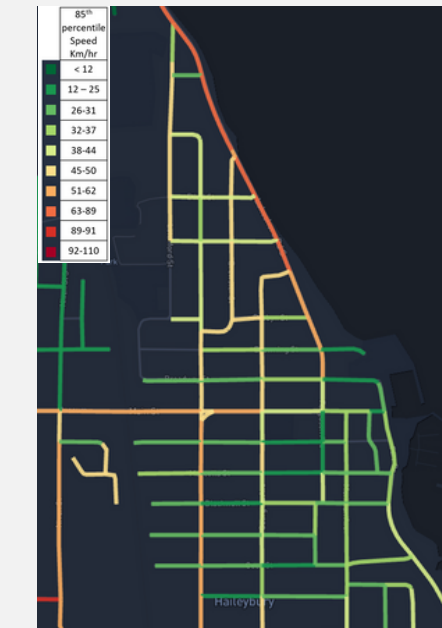 85th
percentile
Speed
Km/hr
< 12
12 – 25
26-31
32-37
38-44
45-50
51-62
63-89
89-91
92-110
Haileybury